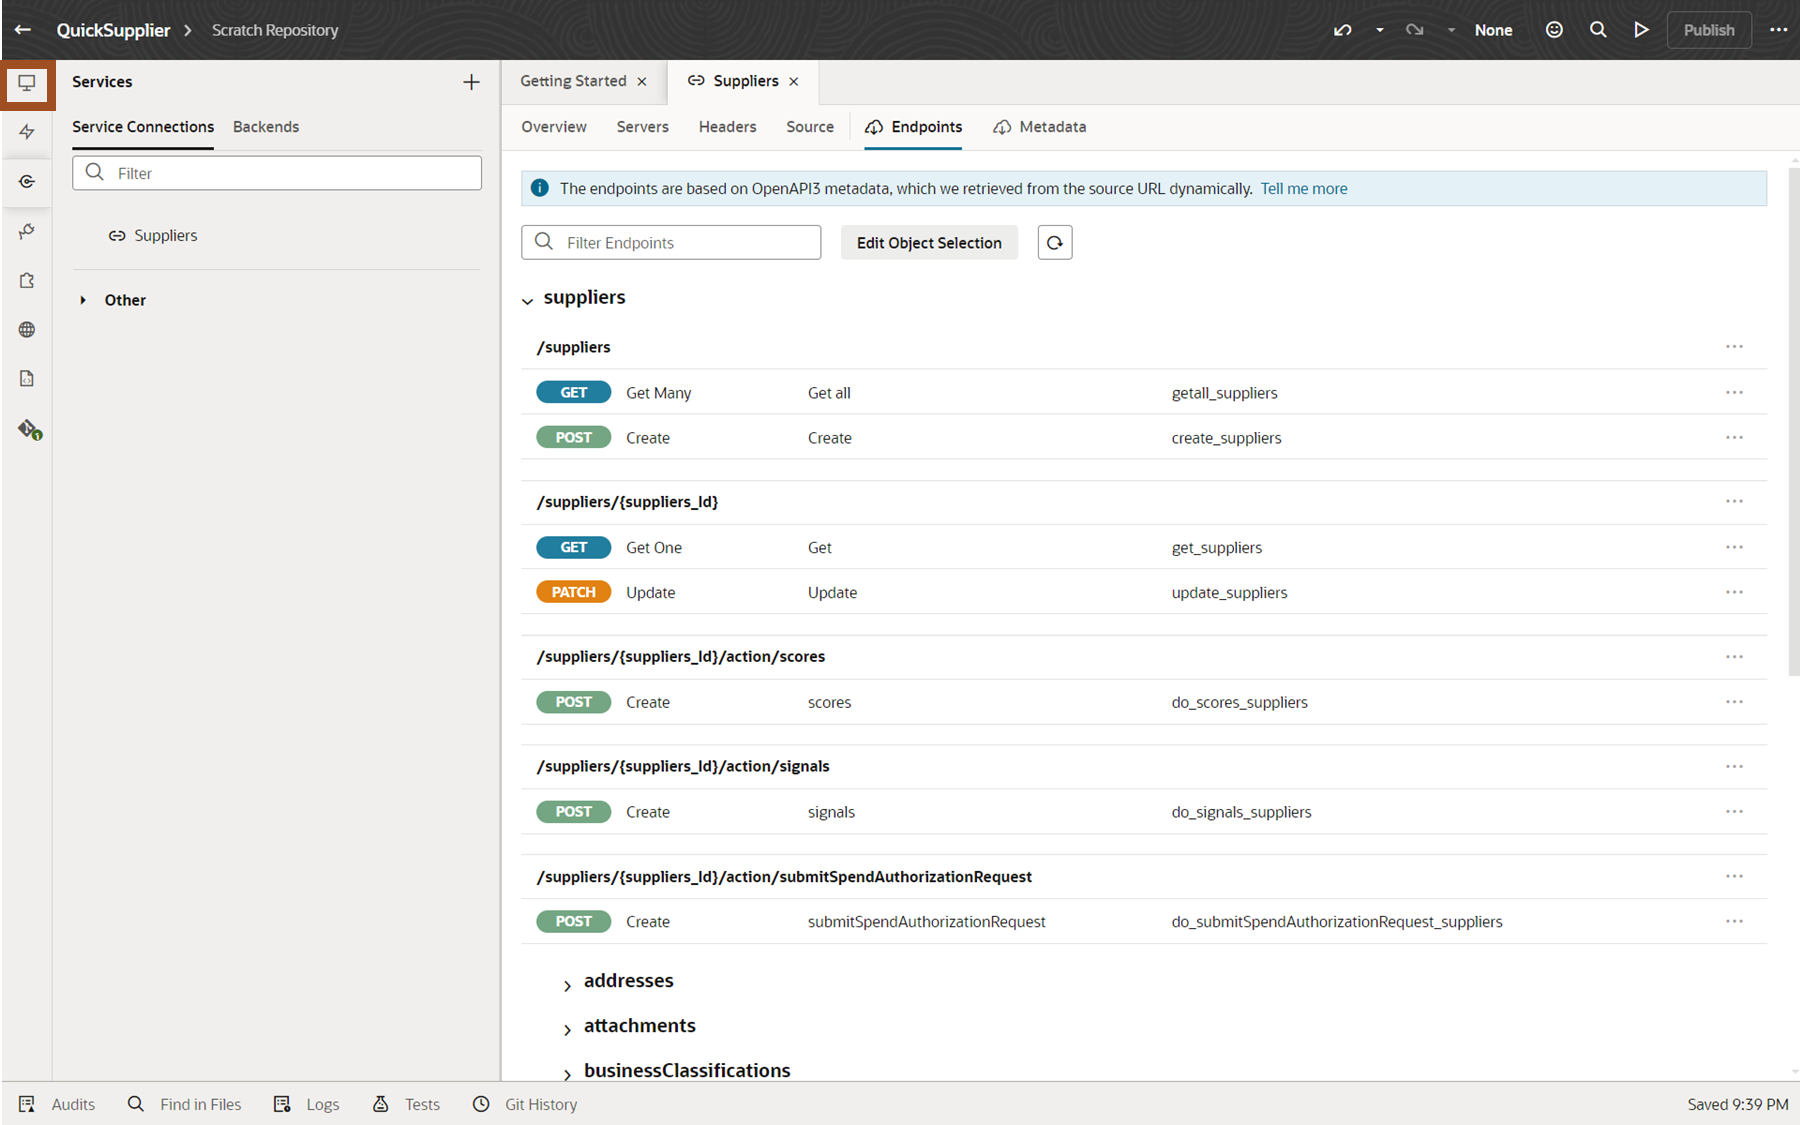 QuickSupplier Scratch Repository None Publish
Services
Service Connections Backends
Filter
Suppliers
Other
1
Getting Started Suppliers
Overview Servers Headers Source Endpoints Metadata
The endpoints are based on OpenAPI3 metadata, which we retrieved from the source URL dynamically. Tell me more
Filter Endpoints Edit Object Selection
suppliers
/suppliers
GET Get Many Get all getall_suppliers
POST Create Create create_suppliers
/suppliers/{suppliers_Id}
GET Get One Get get_suppliers
PATCH Update Update update_suppliers
/suppliers/{suppliers_Id}/action/scores
POST Create scores do_scores_suppliers
/suppliers/{suppliers_Id}/action/signals
POST Create signals do_signals_suppliers
/suppliers/{suppliers_Id}/action/submitSpendAuthorizationRequest
POST Create submitSpendAuthorizationRequest do_submitSpendAuthorizationRequest_suppliers
addresses
attachments
businessClassifications
Audits Find in Files Logs Tests Git History Saved 9:39 PM